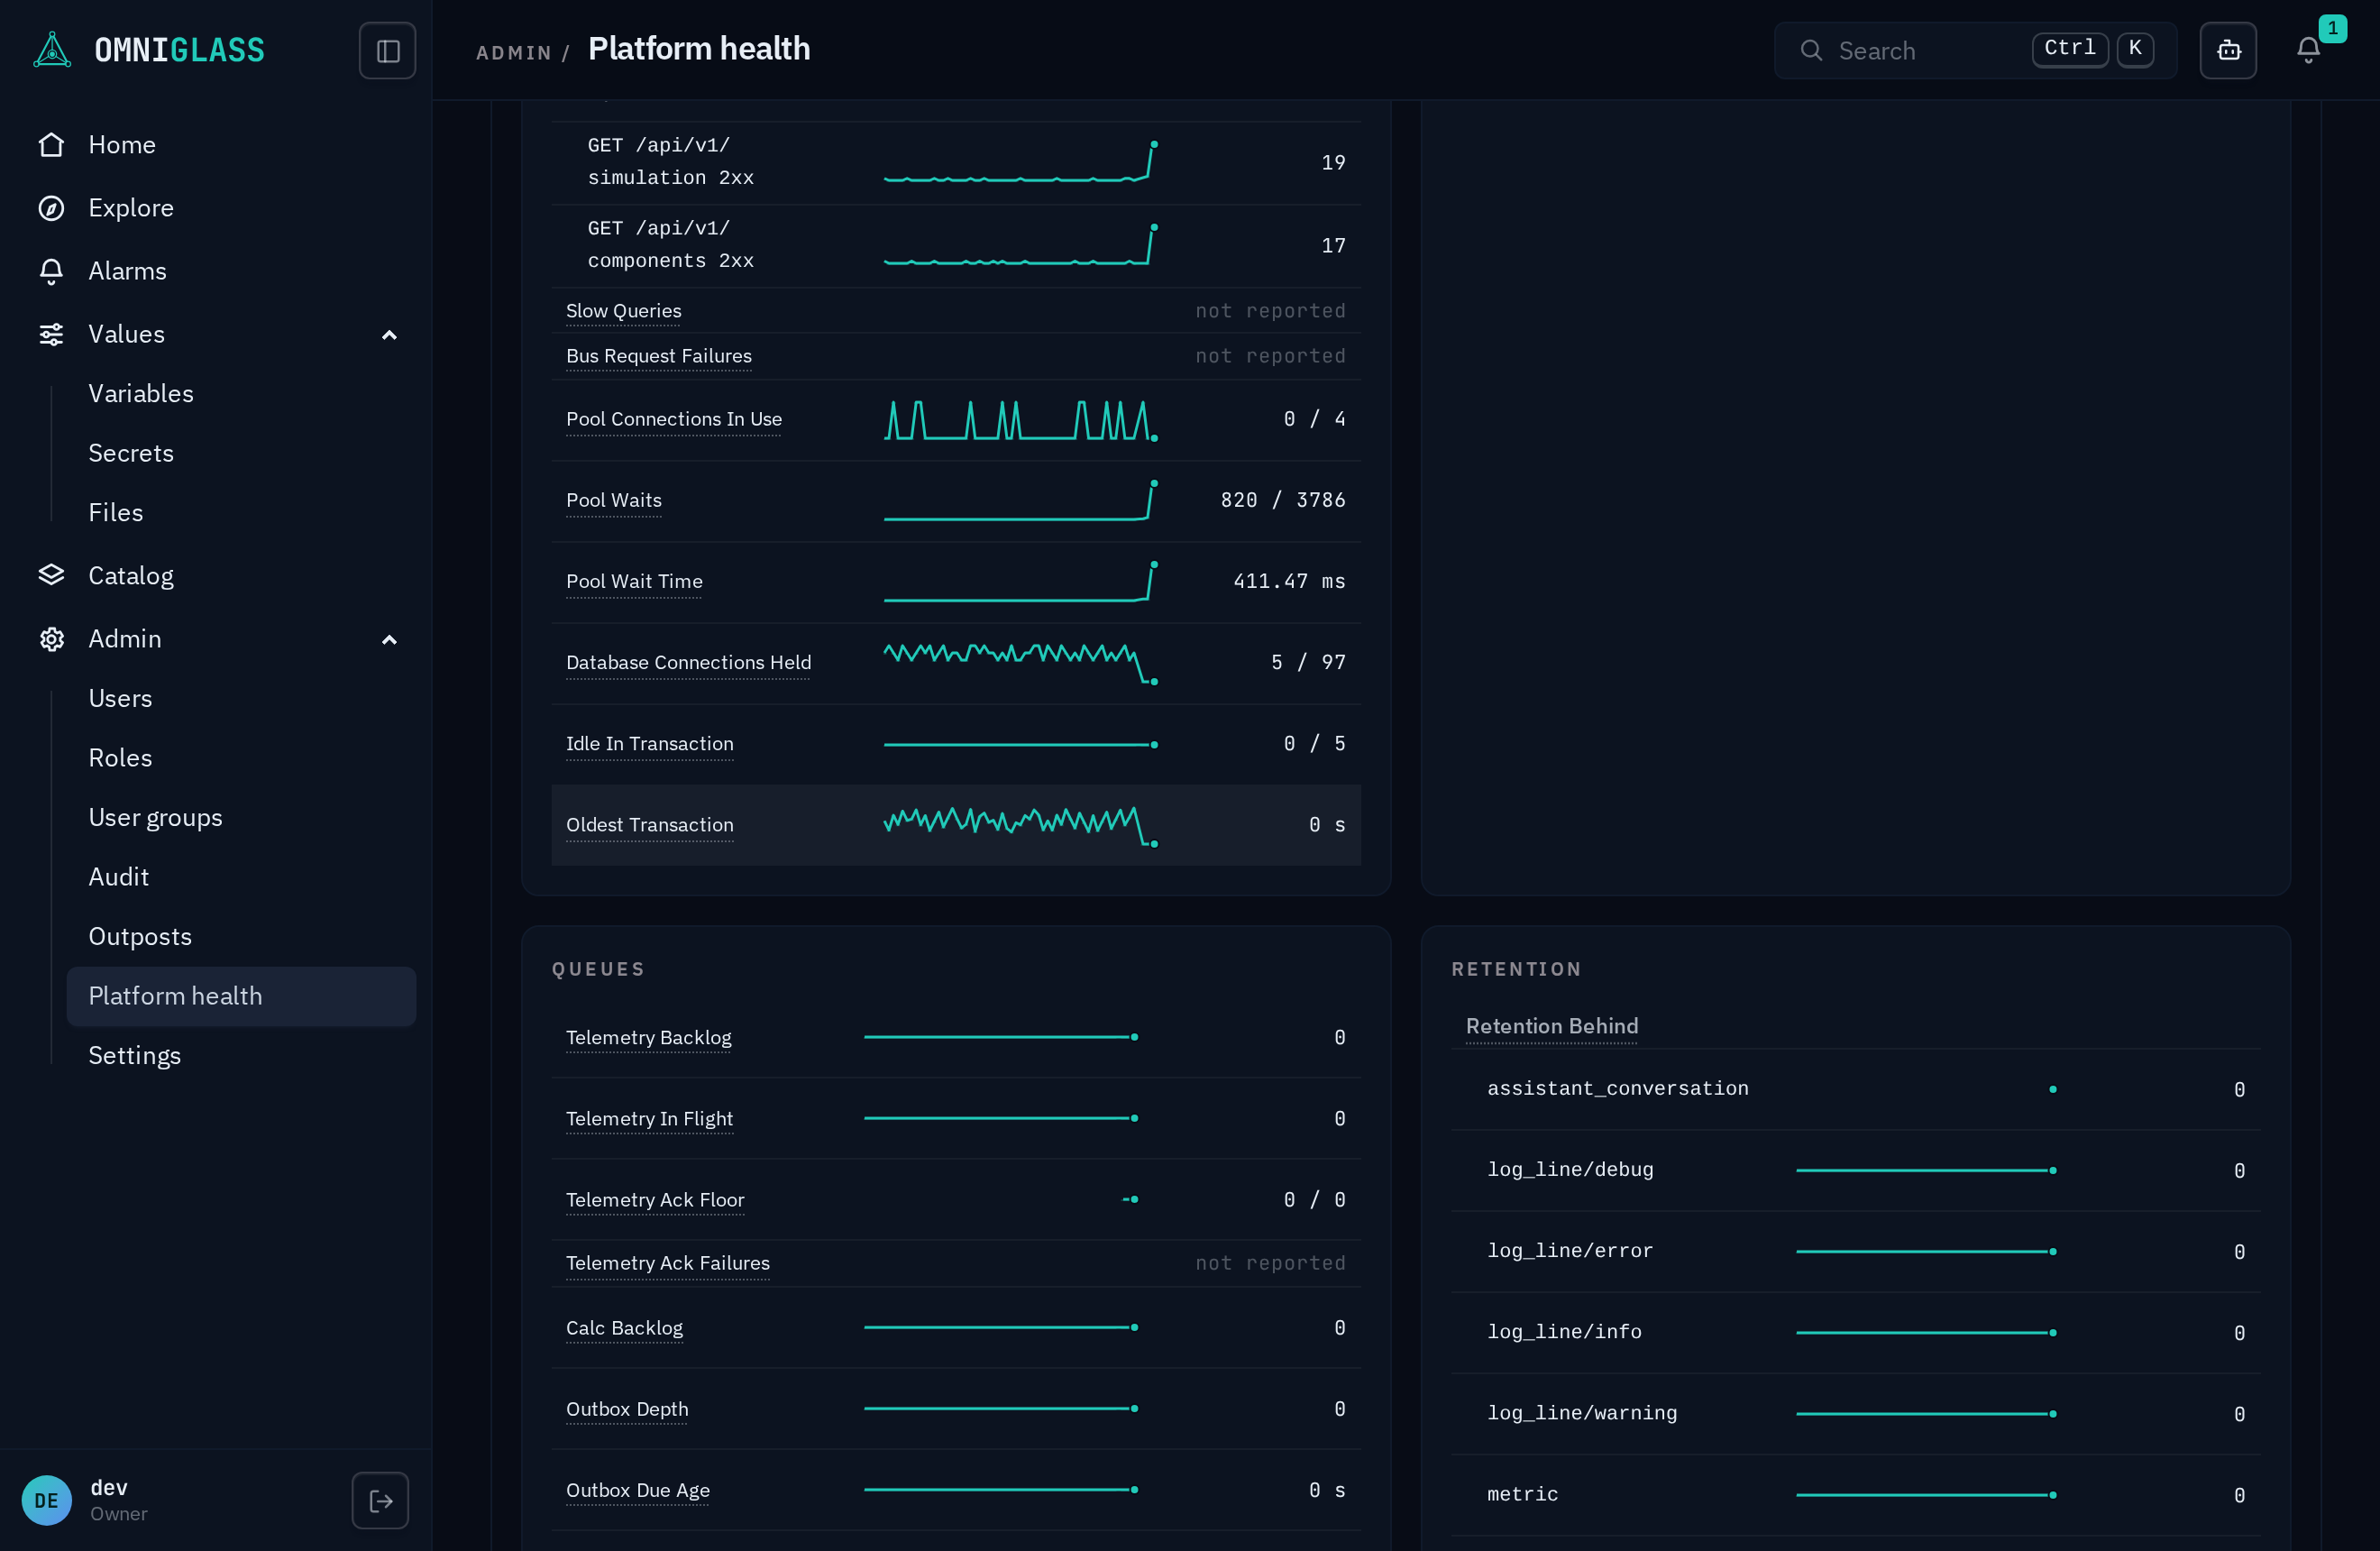 OMNIGLASS
Home
Explore
Alarms
Values
Variables
Secrets
Files
Catalog
Admin
Users
Roles
User groups
Audit
Outposts
Platform health
Settings
DE
dev
Owner
ADMIN / Platform health
Search
Ctrl K
1
GET /api/v1/
simulation 2xx
19
GET /api/v1/
components 2xx
17
Slow Queries not reported
Bus Request Failures not reported
Pool Connections In Use 0 / 4
Pool Waits 820 / 3786
Pool Wait Time 411.47 ms
Database Connections Held 5 / 97
Idle In Transaction 0 / 5
Oldest Transaction 0 s
QUEUES
Telemetry Backlog 0
Telemetry In Flight 0
Telemetry Ack Floor 0 / 0
Telemetry Ack Failures not reported
Calc Backlog 0
Outbox Depth 0
Outbox Due Age 0 s
RETENTION
Retention Behind
assistant_conversation 0
log_line/debug 0
log_line/error 0
log_line/info 0
log_line/warning 0
metric 0